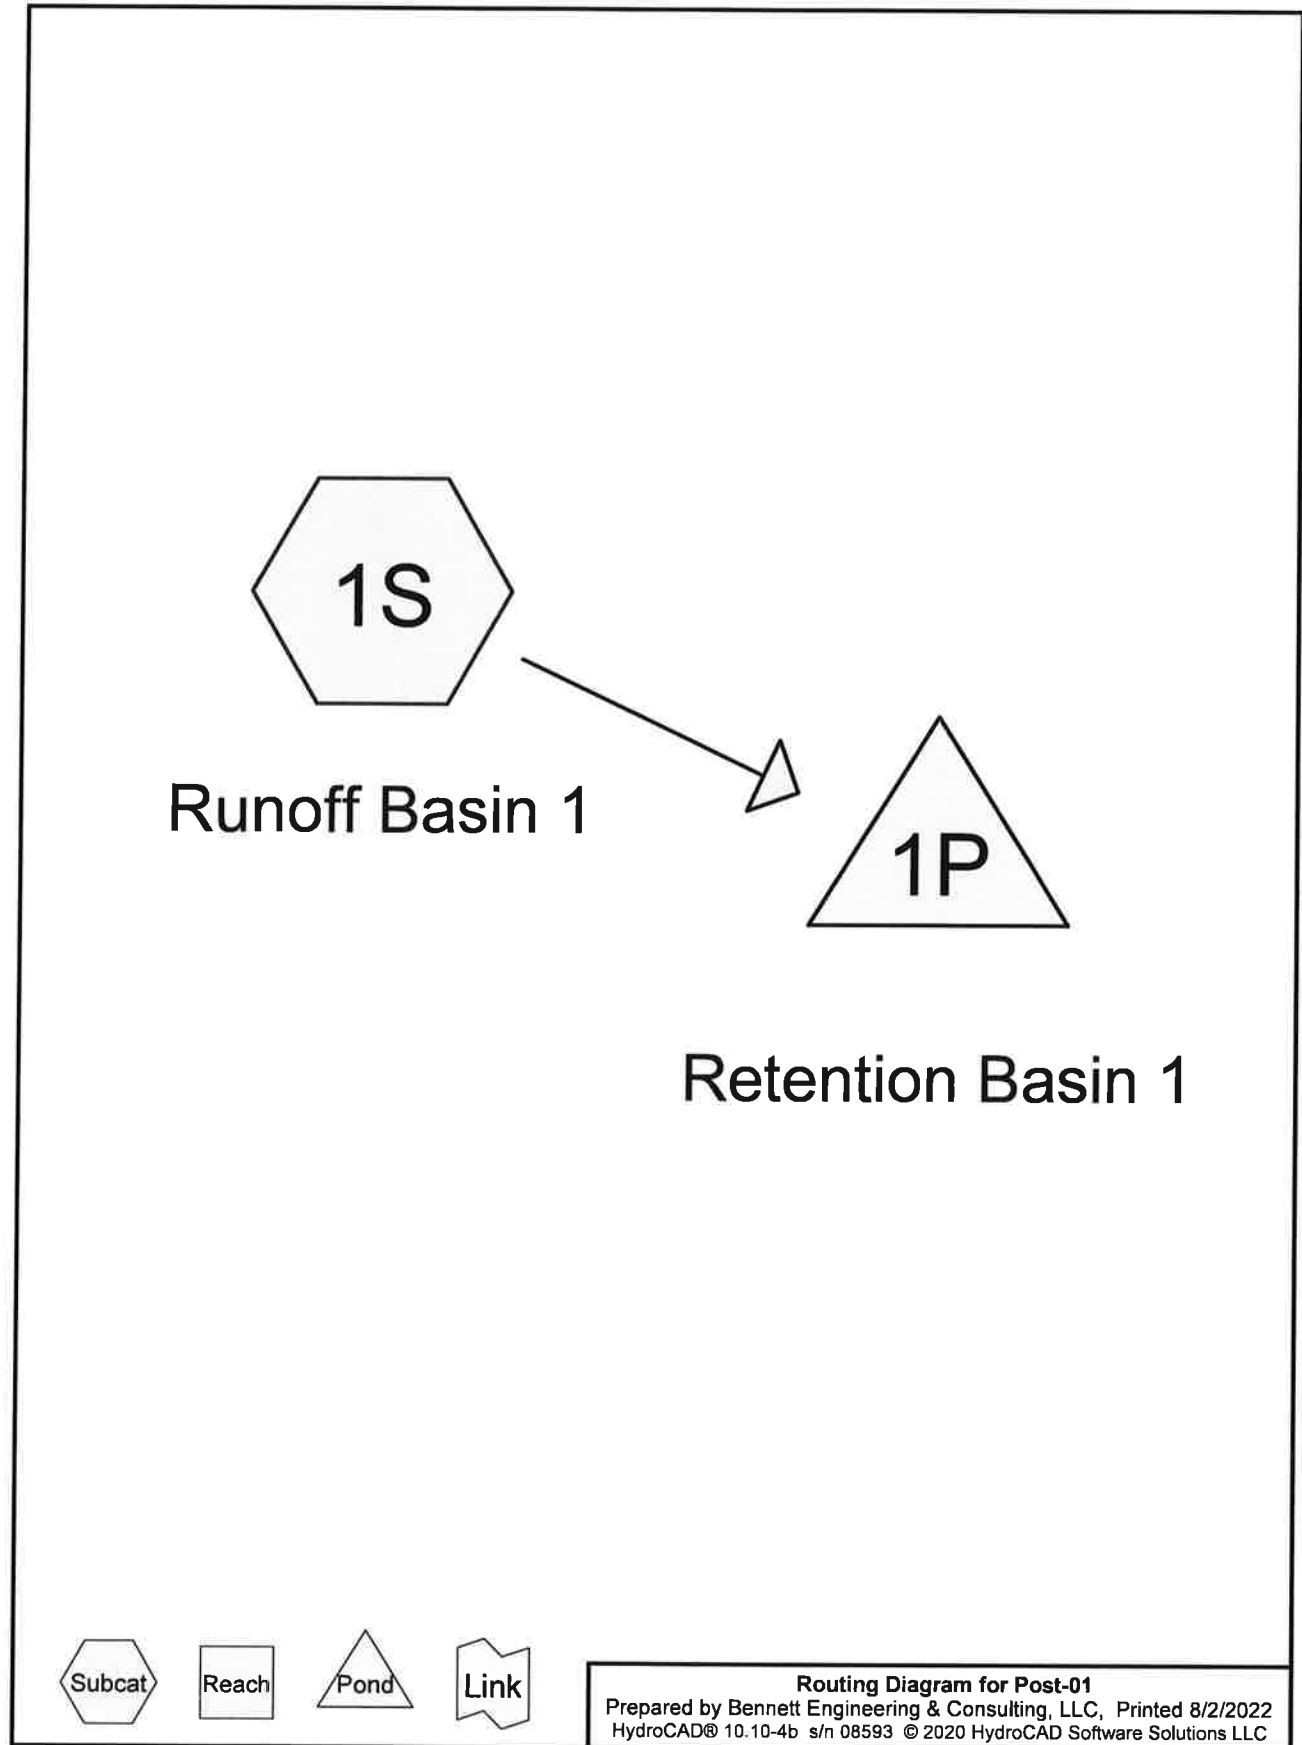 1S
Runoff Basin 1
1P
Retention Basin 1
Subcat
Reach
Pond
Link
Routing Diagram for Post-01
Prepared by Bennett Engineering & Consulting, LLC, Printed 8/2/2022
HydroCAD® 10.10-4b s/n 08593 © 2020 HydroCAD Software Solutions LLC